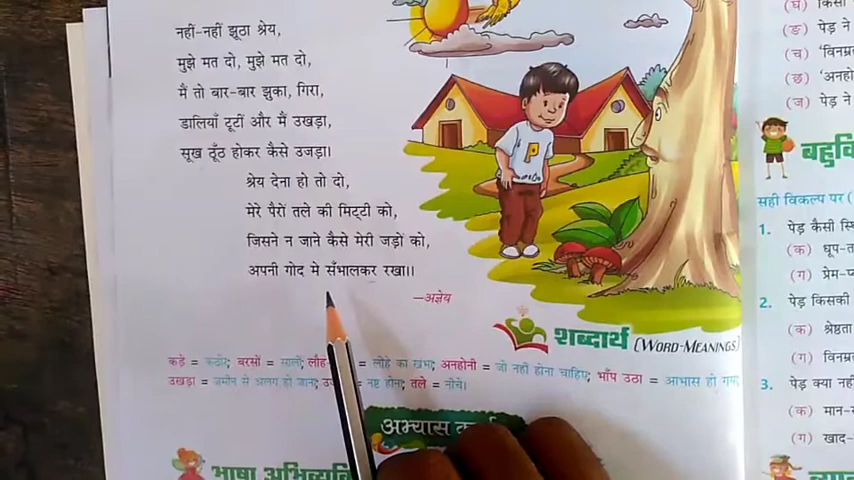 नहीं-नहीं झूठा श्रेय,
मुझे मत दो, मुझे मत दो,
मैं तो बार-बार झुका, गिरा,
डालियाँ टूटीं और मैं उखड़ा,
सूख ठूँठ होकर कैसे उजड़ा।
श्रेय देना हो तो दो,
मेरे पैरों तले की मिट्टी को,
जिसने न जाने कैसे मेरी जड़ों को,
अपनी गोद मे सँभालकर रखा।।
—अज्ञेय
शब्दार्थ (WORD-MEANINGS)
कड़े = कठोर; बरसों = सालों; लौह- = लोहे का खंभा; अनहोनी = जो नहीं होना चाहिए; भाँप उठा = आभास हो गया
उखड़ा = जमीन से अलग हो जाना; = नष्ट होना; तले = नीचे।
अभ्यास
भाषा
(ङ) पेड़ ने
(च) 'विनम्र
(छ) 'अनहो
(ज) पेड़ ने
बहुवि
सही विकल्प पर (
1. पेड़ कैसी स्थि
(क) धूप-
(ग) प्रेम-
2. पेड़ किसकी
(क) श्रेष्ठता
(ग) विनम्र
3. पेड़ क्या नहीं
(क) मान-
(ग) खाद-